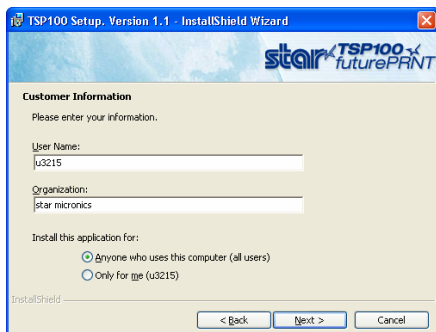 TSP100 Setup. Version 1.1 - InstallShield Wizard
star TSP100
futurePRNT
Customer Information
Please enter your information.
User Name:
u3215
Organization:
star micronics
Install this application for:
Anyone who uses this computer (all users)
Only for me (u3215)
InstallShield
< Back Next > Cancel